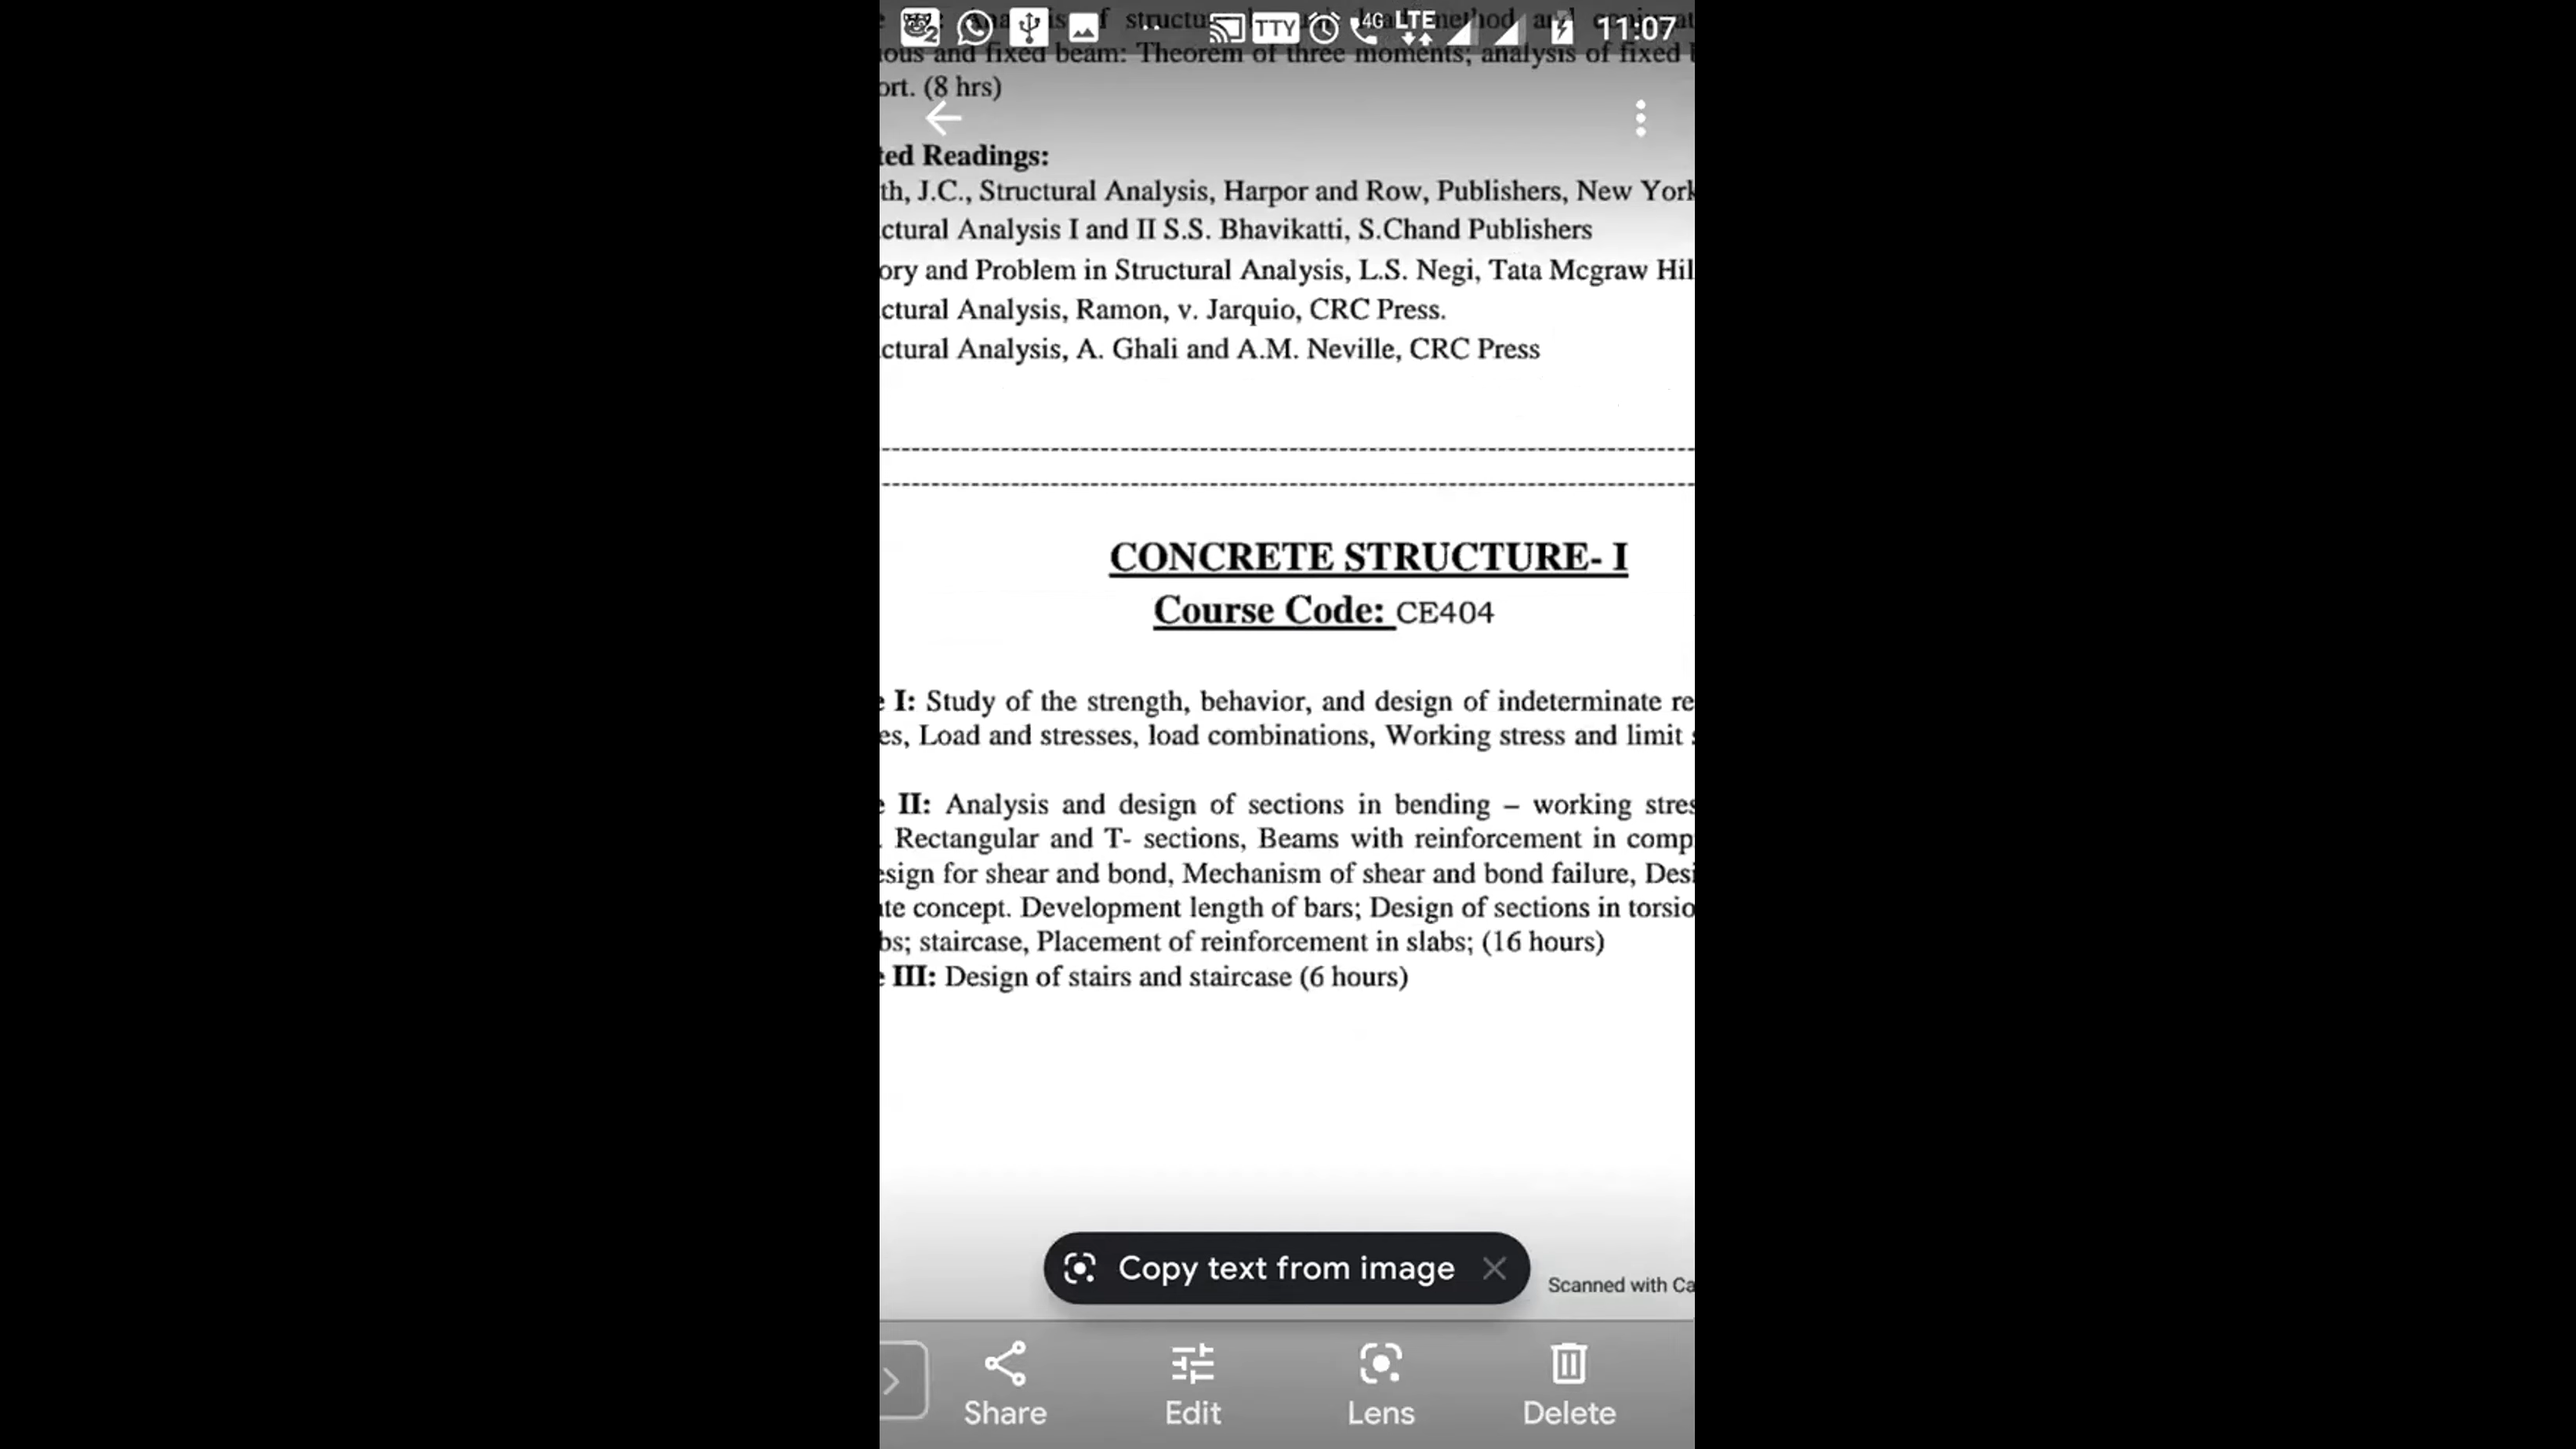 TTY 4G LTE 11:07
ous and fixed beam: Theorem of three moments; analysis of fixed
ort. (8 hrs)
ted Readings:
th, J.C., Structural Analysis, Harpor and Row, Publishers, New York
ctural Analysis I and II S.S. Bhavikatti, S.Chand Publishers
ory and Problem in Structural Analysis, L.S. Negi, Tata Mcgraw Hil
ctural Analysis, Ramon, v. Jarquio, CRC Press.
ctural Analysis, A. Ghali and A.M. Neville, CRC Press
CONCRETE STRUCTURE- I
Course Code: CE404
e I: Study of the strength, behavior, and design of indeterminate re
es, Load and stresses, load combinations, Working stress and limit
e II: Analysis and design of sections in bending – working stres
. Rectangular and T- sections, Beams with reinforcement in comp
esign for shear and bond, Mechanism of shear and bond failure, Desi
te concept. Development length of bars; Design of sections in torsio
bs; staircase, Placement of reinforcement in slabs; (16 hours)
e III: Design of stairs and staircase (6 hours)
Copy text from image
Scanned with Ca
Share Edit Lens Delete